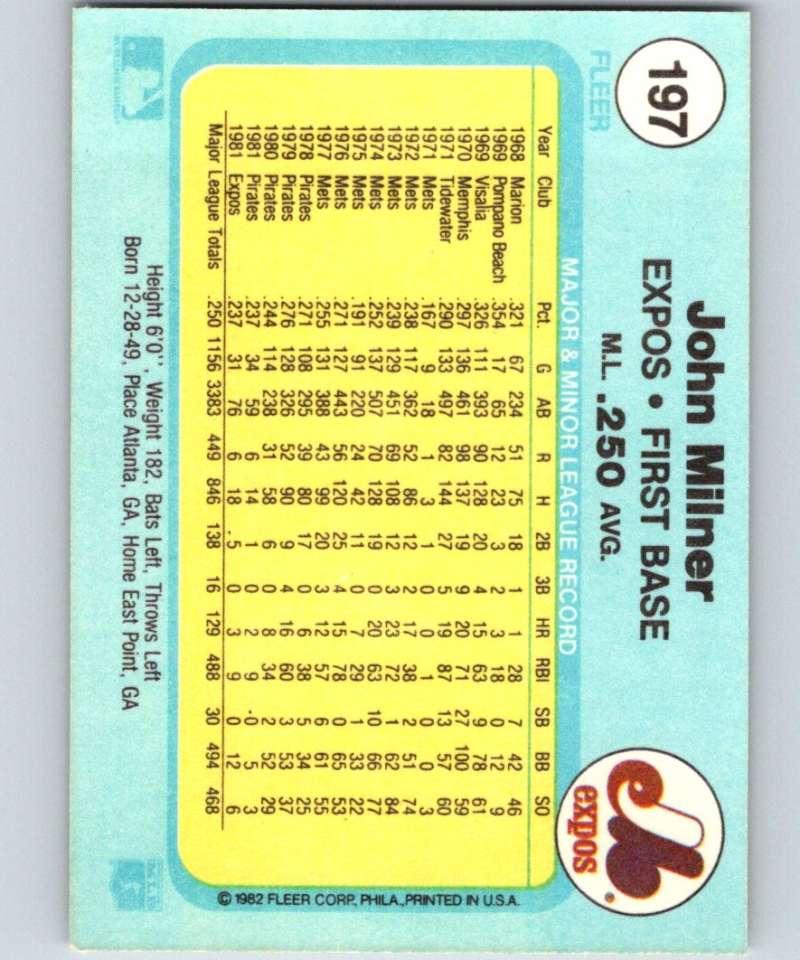 197
FLEER
John Milner
EXPOS • FIRST BASE
M.L. .250 AVG.
expos
MAJOR & MINOR LEAGUE RECORD
Year Club Pct. G AB R H 2B 3B HR RBI SB BB SO
1968 Marion .321 67 234 51 75 18 1 1 28 7 42 46
1969 Pompano Beach .354 17 65 12 23 3 2 3 18 0 12 9
1969 Visalia .326 111 393 90 128 20 4 15 63 9 78 61
1970 Memphis .297 136 461 98 137 19 9 20 71 27 100 59
1971 Tidewater .290 133 497 82 144 27 5 19 87 13 57 60
1971 Mets .167 9 18 1 3 1 0 0 1 0 0 3
1972 Mets .238 117 362 52 86 12 2 17 38 2 51 74
1973 Mets .239 129 451 69 108 12 3 23 72 1 62 84
1974 Mets .252 137 507 70 128 19 0 20 63 10 66 77
1975 Mets .191 91 220 24 42 11 0 7 29 1 33 22
1976 Mets .271 127 443 56 120 25 4 15 78 0 65 53
1977 Mets .255 131 388 43 99 20 3 12 57 6 61 55
1978 Pirates .271 108 295 39 80 17 0 6 38 5 34 25
1979 Pirates .276 128 326 52 90 9 4 16 60 3 53 37
1980 Pirates .244 114 238 31 58 6 0 8 34 2 52 29
1981 Pirates .237 34 59 6 14 1 0 2 9 0 5 3
1981 Expos .237 31 76 6 18 5 0 3 9 0 12 6
Major League Totals .250 1156 3383 449 846 138 16 129 488 30 494 468
Height 6'0", Weight 182, Bats Left, Throws Left
Born 12-28-49, Place Atlanta, GA, Home East Point, GA
© 1982 FLEER CORP., PHILA., PRINTED IN U.S.A.